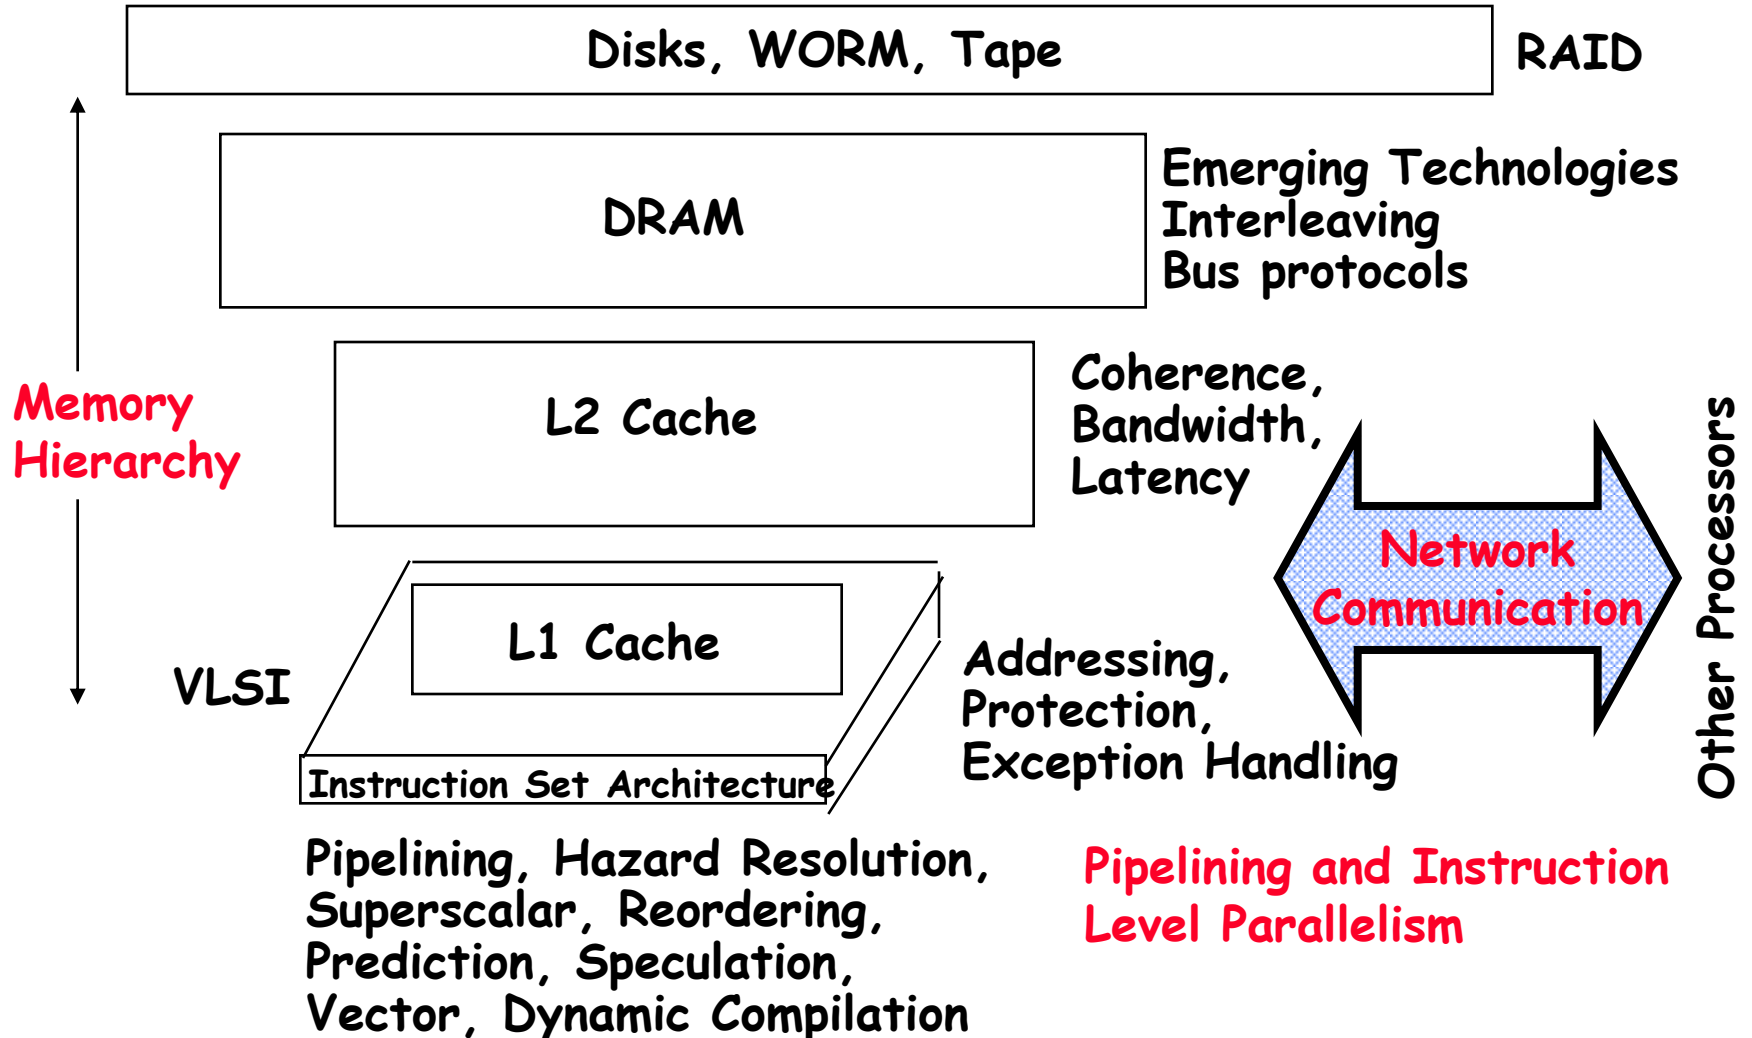 Disks, WORM, Tape
RAID
DRAM
Emerging Technologies
Interleaving
Bus protocols
Memory
Hierarchy
L2 Cache
Coherence,
Bandwidth,
Latency
Network
Communication
Other Processors
L1 Cache
VLSI
Addressing,
Protection,
Exception Handling
Instruction Set Architecture
Pipelining, Hazard Resolution,
Superscalar, Reordering,
Prediction, Speculation,
Vector, Dynamic Compilation
Pipelining and Instruction
Level Parallelism